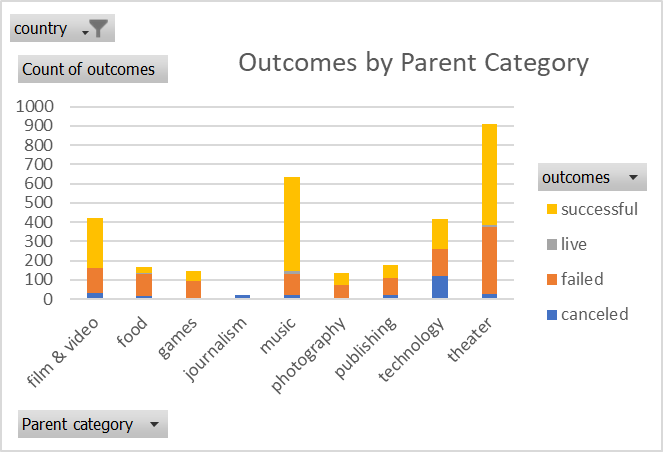 country
Count of outcomes
Outcomes by Parent Category
1000
900
800
700
600
500
400
300
200
100
0
film & video
food
games
journalism
music
photography
publishing
technology
theater
outcomes
successful
live
failed
canceled
Parent category